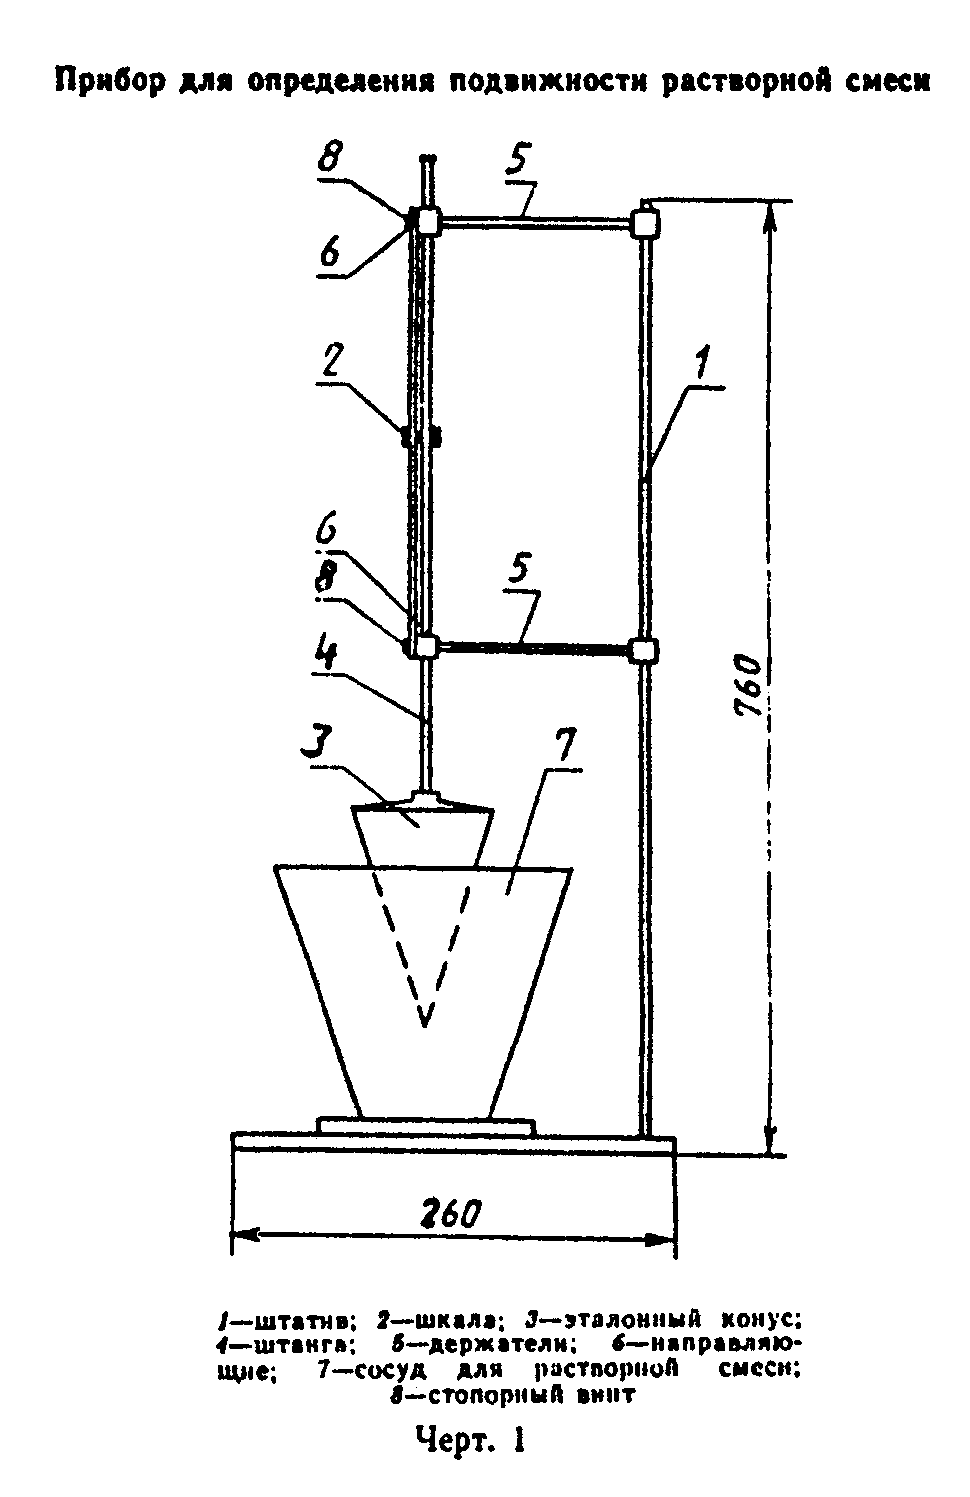 Прибор для определения подвижности растворной смеси
8
5
6
2
1
6
5
8
4
760
3
7
260
1—штатив; 2—шкала; 3—эталонный конус;
4—штанга; 5—держатели; 6—направляю-
щие; 7—сосуд для растворной смеси;
8—стопорный винт
Черт. 1